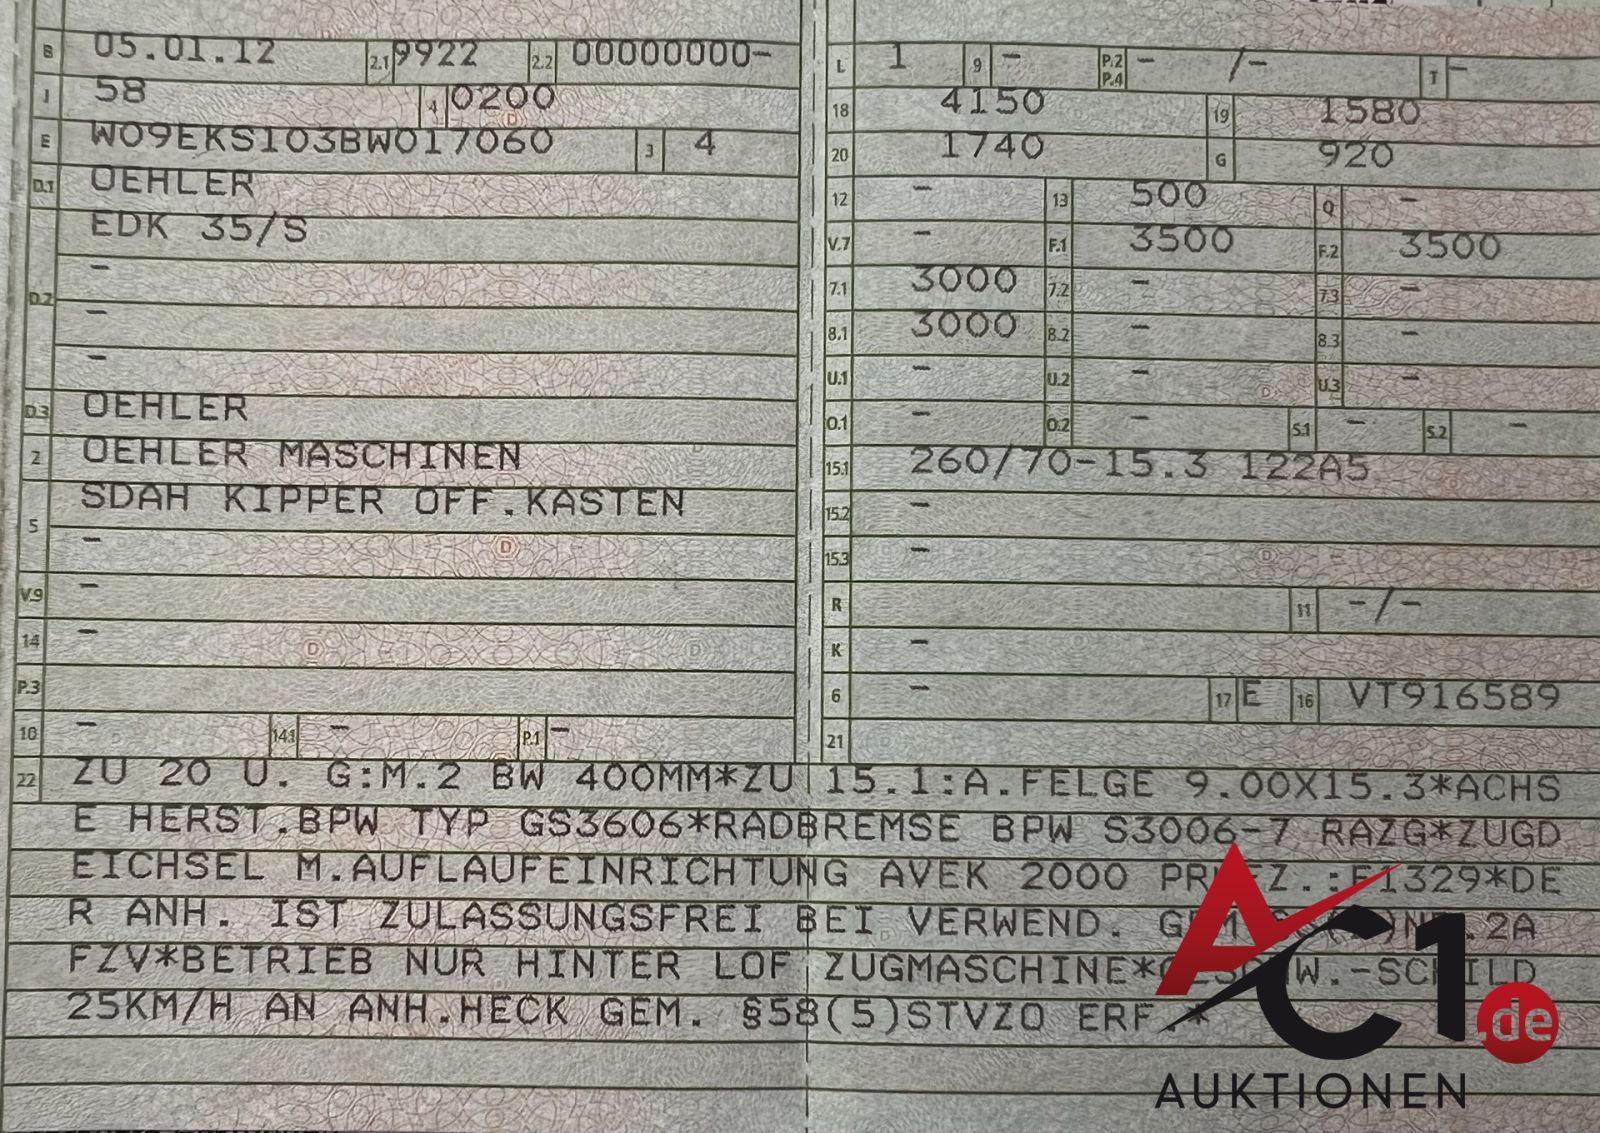 B 05.01.12 2.1 9922 2.2 00000000-
J 58 4 0200
E W09EKS103BW017060 3 4
D.1 OEHLER
D.2 EDK 35/S
-
-
-
D.3 OEHLER
2 OEHLER MASCHINEN
5 SDAH KIPPER OFF.KASTEN
-
V.9 -
14 -
P.3
10 - 14.1 - P.1 -
L 1 9 - P.2 P.4 - /- T -
18 4150 19 1580
20 1740 G 920
12 - 13 500 Q -
V.7 - F.1 3500 F.2 3500
7.1 3000 7.2 - 7.3 -
8.1 3000 8.2 - 8.3 -
U.1 - U.2 - U.3 -
O.1 - O.2 - S.1 - S.2 -
15.1 260/70-15.3 122A5
15.2 -
15.3 -
R 11 -/-
K -
6 - 17 E 16 VT916589
21
22 ZU 20 U. G:M.2 BW 400MM*ZU 15.1:A.FELGE 9.00X15.3*ACHS
E HERST.BPW TYP GS3606*RADBREMSE BPW S3006-7 RAZG*ZUGD
EICHSEL M.AUFLAUFEINRICHTUNG AVEK 2000 .:F1329*DE
R ANH. IST ZULASSUNGSFREI BEI VERWEND. .2A
FZV*BETRIEB NUR HINTER LOF ZUGMASCHINE* .-SCHILD
25KM/H AN ANH.HECK GEM. §58(5)STVZO ERF.*
AC1.de
AUKTIONEN